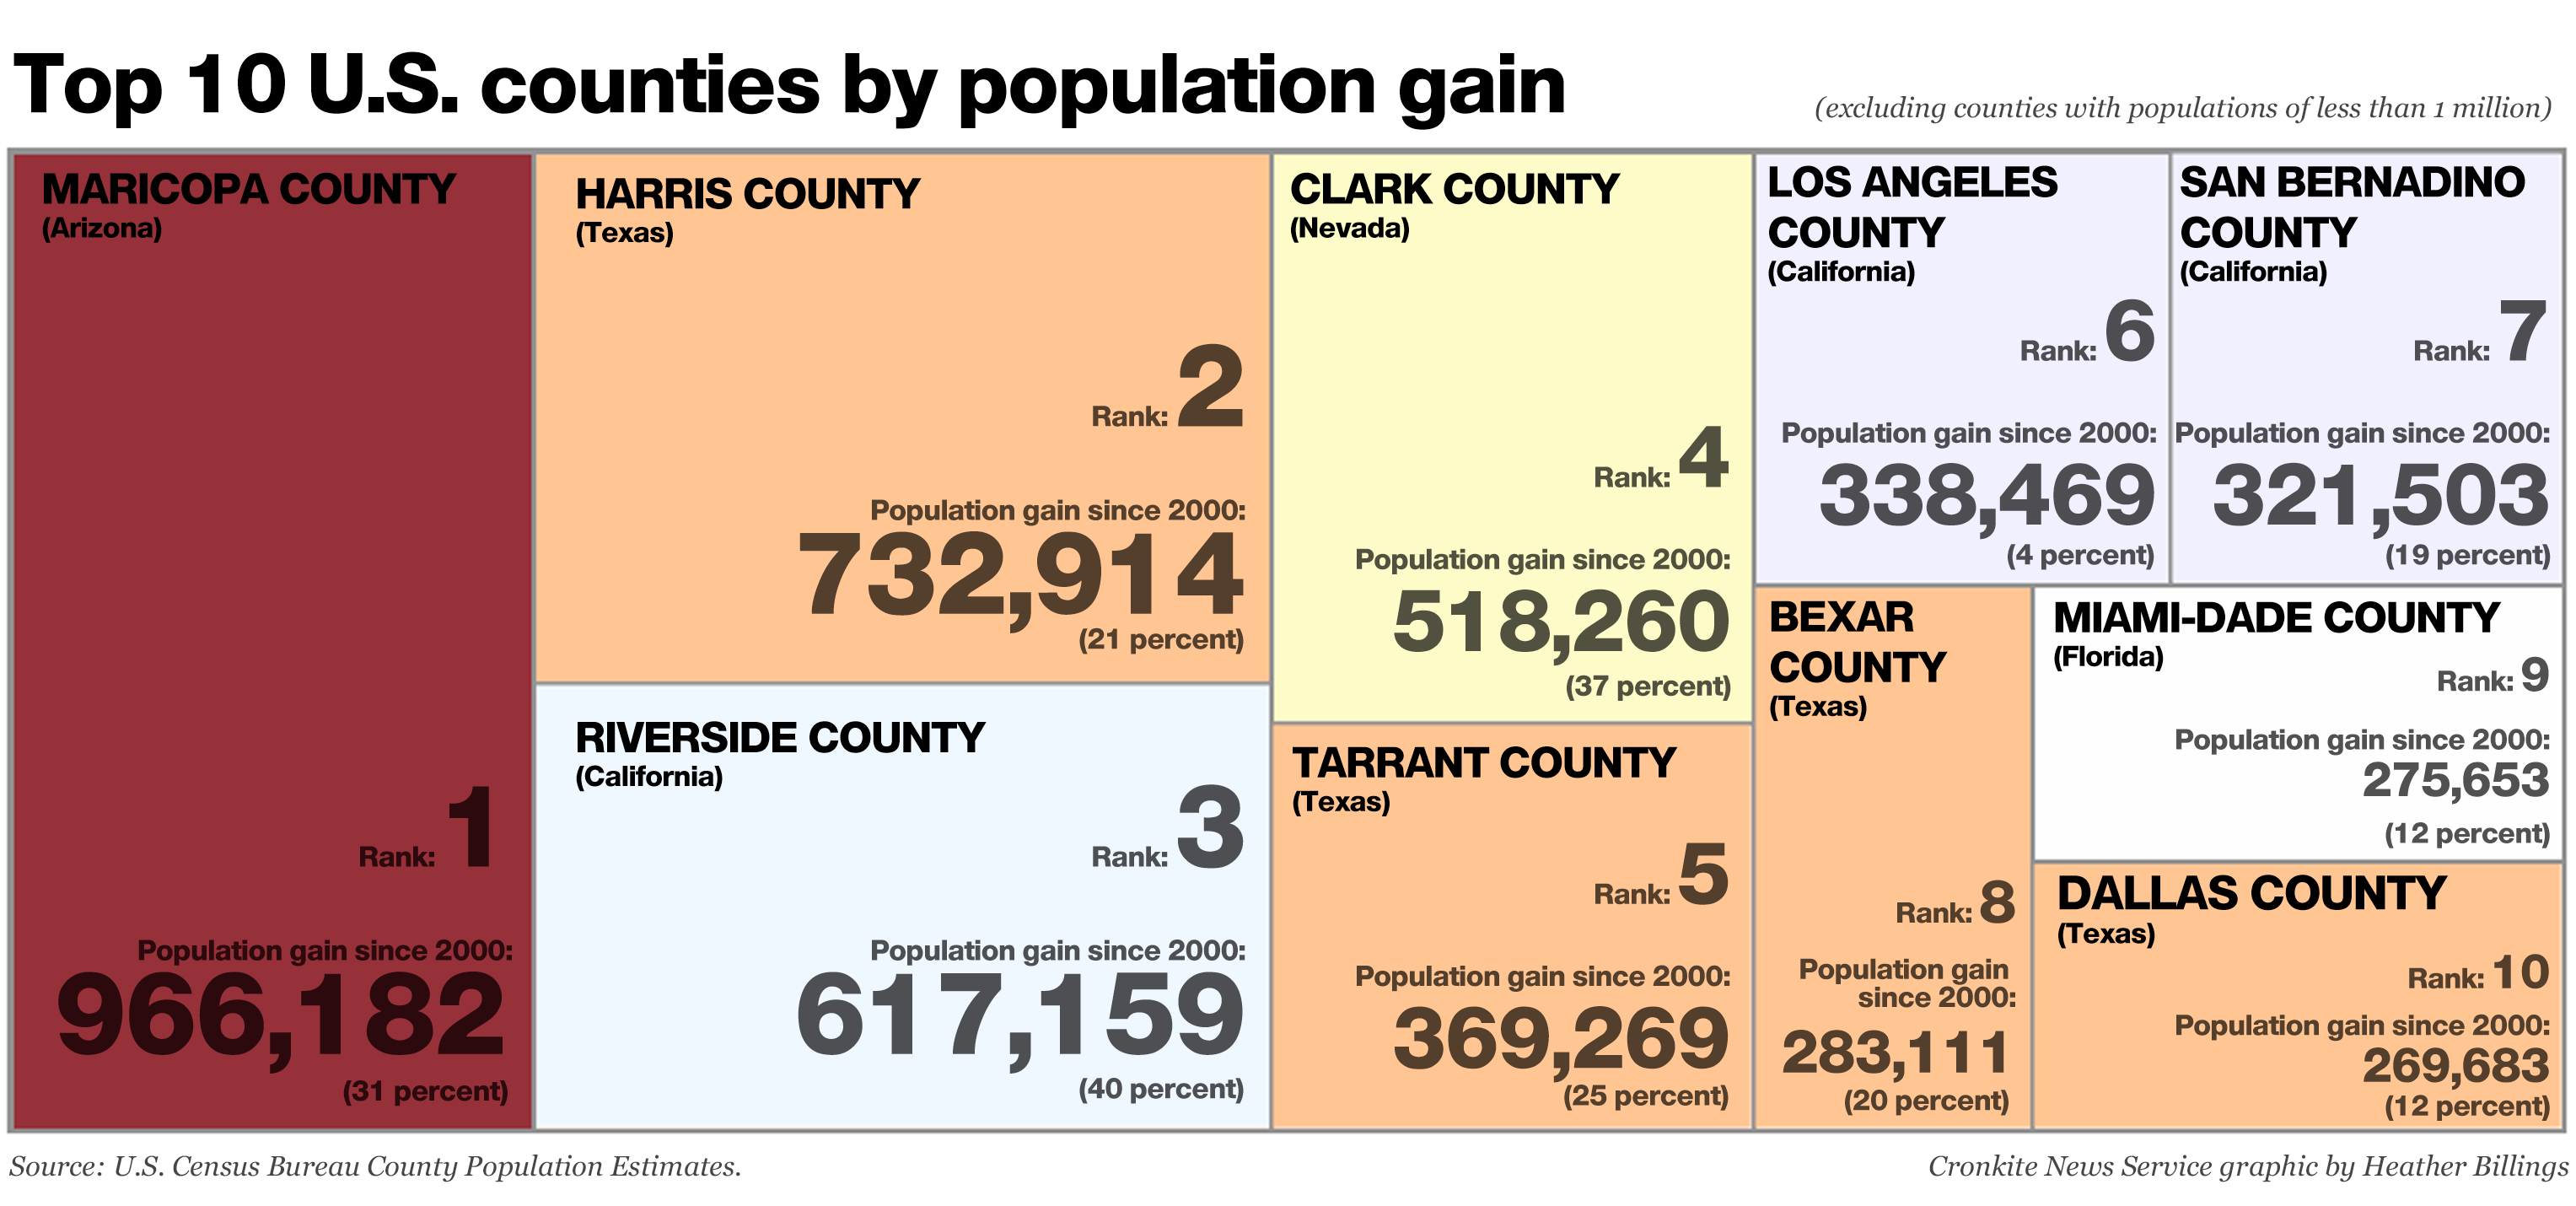 Top 10 U.S. counties by population gain
(excluding counties with populations of less than 1 million)
MARICOPA COUNTY
(Arizona)
Rank: 1
Population gain since 2000:
966,182
(31 percent)
HARRIS COUNTY
(Texas)
Rank: 2
Population gain since 2000:
732,914
(21 percent)
RIVERSIDE COUNTY
(California)
Rank: 3
Population gain since 2000:
617,159
(40 percent)
CLARK COUNTY
(Nevada)
Rank: 4
Population gain since 2000:
518,260
(37 percent)
TARRANT COUNTY
(Texas)
Rank: 5
Population gain since 2000:
369,269
(25 percent)
LOS ANGELES
COUNTY
(California)
Rank: 6
Population gain since 2000:
338,469
(4 percent)
SAN BERNADINO
COUNTY
(California)
Rank: 7
Population gain since 2000:
321,503
(19 percent)
BEXAR
COUNTY
(Texas)
Rank: 8
Population gain
since 2000:
283,111
(20 percent)
MIAMI-DADE COUNTY
(Florida)
Rank: 9
Population gain since 2000:
275,653
(12 percent)
DALLAS COUNTY
(Texas)
Rank: 10
Population gain since 2000:
269,683
(12 percent)
Source: U.S. Census Bureau County Population Estimates.
Cronkite News Service graphic by Heather Billings